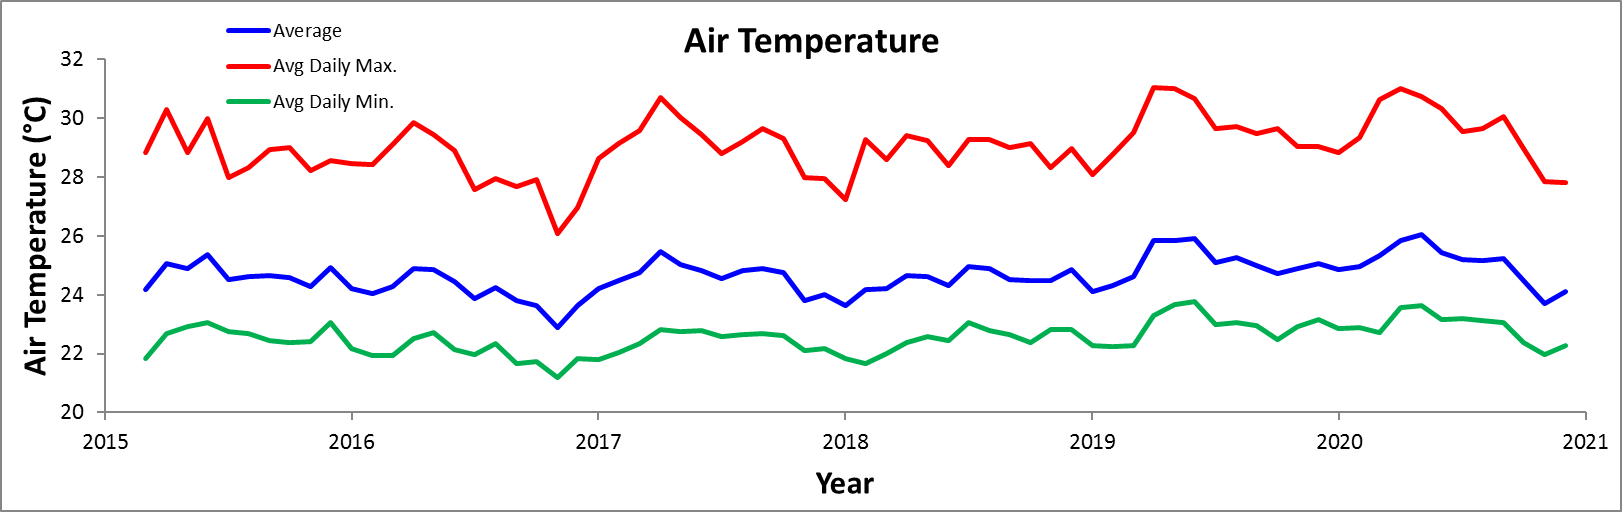 Air Temperature
Average
Avg Daily Max.
Avg Daily Min.
Air Temperature (°C)
32
30
28
26
24
22
20
2015 2016 2017 2018 2019 2020 2021
Year